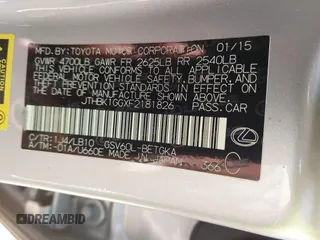 MFD.BY:TOYOTA MOTOR CORPORATION 01/15
GVWR 4700LB GAWR FR 2625LB RR 2540LB
THIS VEHICLE CONFORMS TO ALL APPLICABLE
FEDERAL MOTOR VEHICLE SAFETY, BUMPER, AND
THEFT PREVENTION STANDARDS IN EFFECT ON
THE DATE OF MANUFACTURE SHOWN ABOVE.
JTHBK1GGXF2181826 PASS.CAR
C/TR:1J4/LB10 GSV60L-BETGKA
A/TM:-01A/U660E MADE IN JAPAN 366 C
CAUTION
DREAMBID